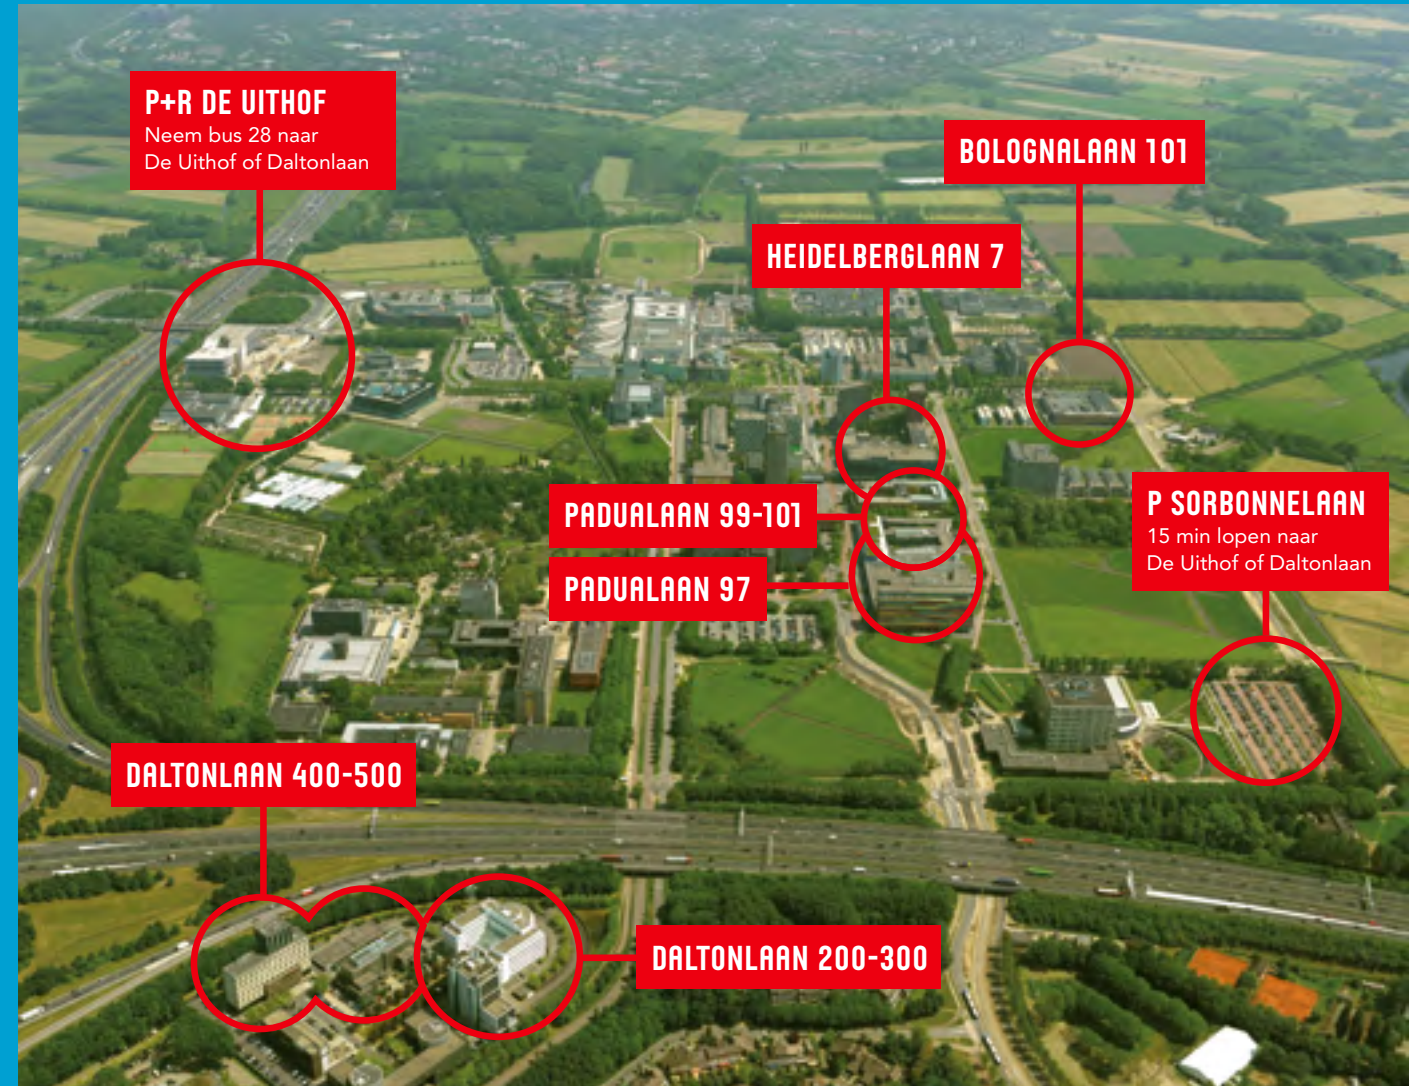 P+R DE UITHOF
Neem bus 28 naar
De Uithof of Daltonlaan
BOLOGNALAAN 101
HEIDELBERGLAAN 7
P SORBONNELAAN
15 min lopen naar
De Uithof of Daltonlaan
PADUALAAN 99-101
PADUALAAN 97
DALTONLAAN 400-500
DALTONLAAN 200-300